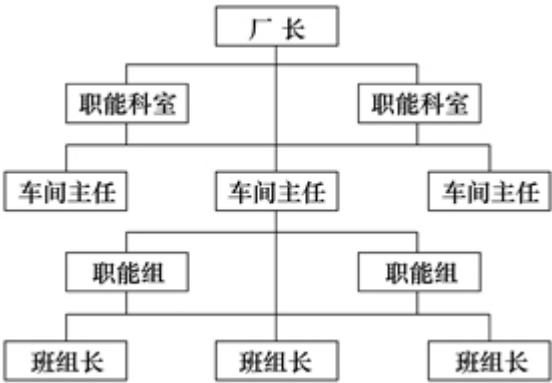 厂 长
职能科室 职能科室
车间主任 车间主任 车间主任
职能组 职能组
班组长 班组长 班组长